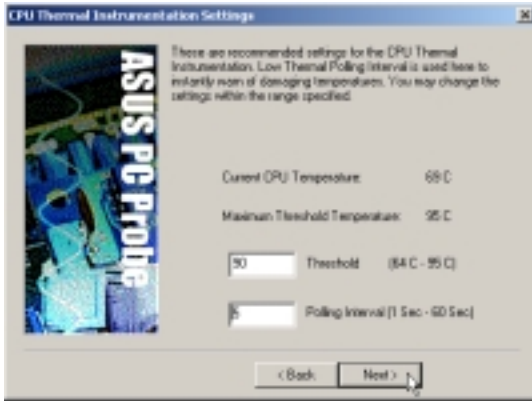 CPU Thermal Instrumentation Settings
ASUS PC Probe
These are recommended settings for the CPU Thermal
Instrumentation. Low Thermal Polling Interval is used here to
instantly warn of damaging temperatures. You may change the
settings within the range specified.
Current CPU Temperature: 69 C
Maximum Threshold Temperature: 95 C
90 Threshold (64 C - 95 C)
Polling Interval (1 Sec - 60 Sec)
< Back Next >